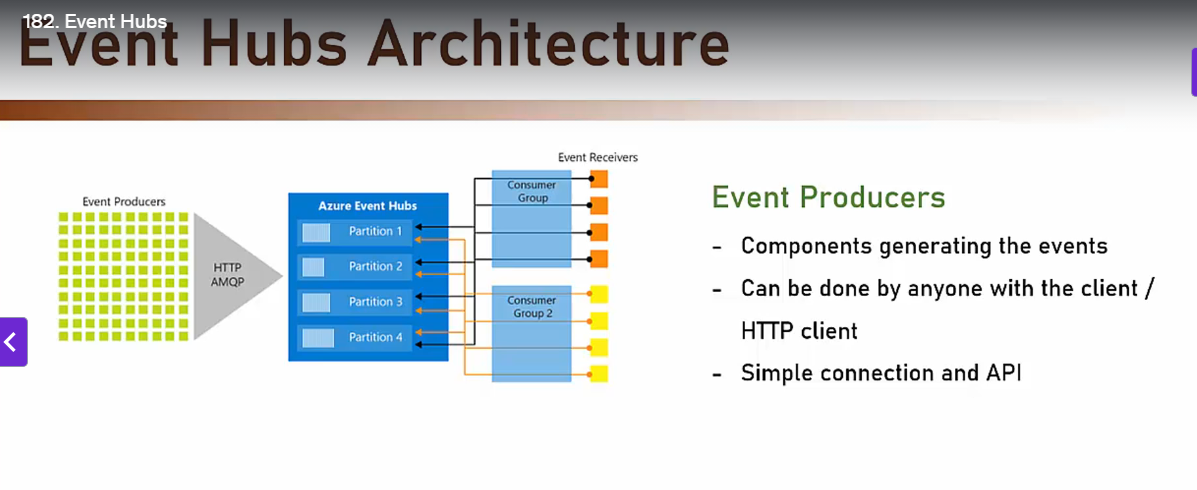 182. Event Hubs
Event Hubs Architecture
Event Producers
HTTP
AMQP
Azure Event Hubs
Partition 1
Partition 2
Partition 3
Partition 4
Event Receivers
Consumer
Group
Consumer
Group 2
Event Producers
- Components generating the events
- Can be done by anyone with the client /
HTTP client
- Simple connection and API